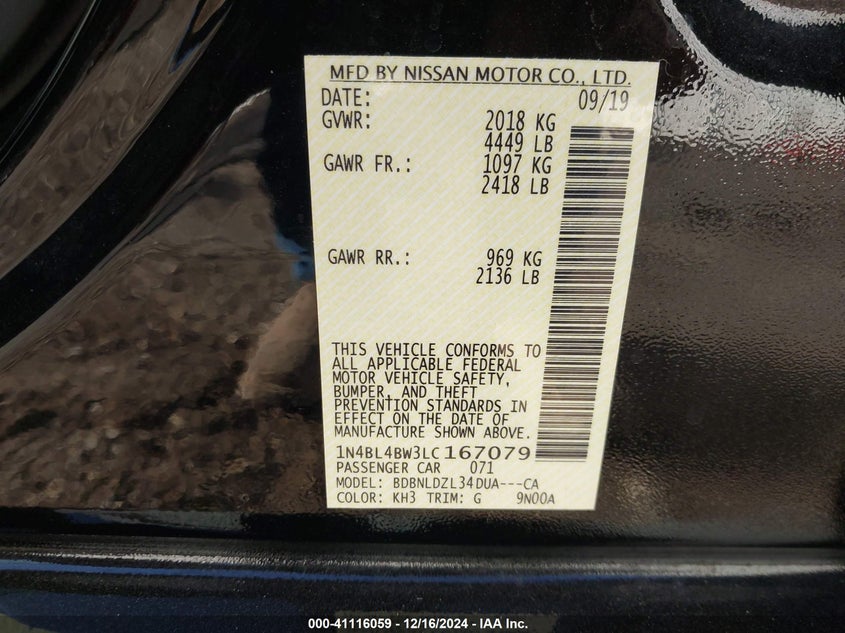 MFD BY NISSAN MOTOR CO., LTD.
DATE: 09/19
GVWR: 2018 KG
4449 LB
GAWR FR.: 1097 KG
2418 LB
GAWR RR.: 969 KG
2136 LB
THIS VEHICLE CONFORMS TO
ALL APPLICABLE FEDERAL
MOTOR VEHICLE SAFETY,
BUMPER, AND THEFT
PREVENTION STANDARDS IN
EFFECT ON THE DATE OF
MANUFACTURE SHOWN ABOVE.
1N4BL4BW3LC167079
PASSENGER CAR 071
MODEL: BDBNLDZL34DUA---CA
COLOR: KH3 TRIM: G 9N00A
000-41116059 - 12/16/2024 - IAA Inc.